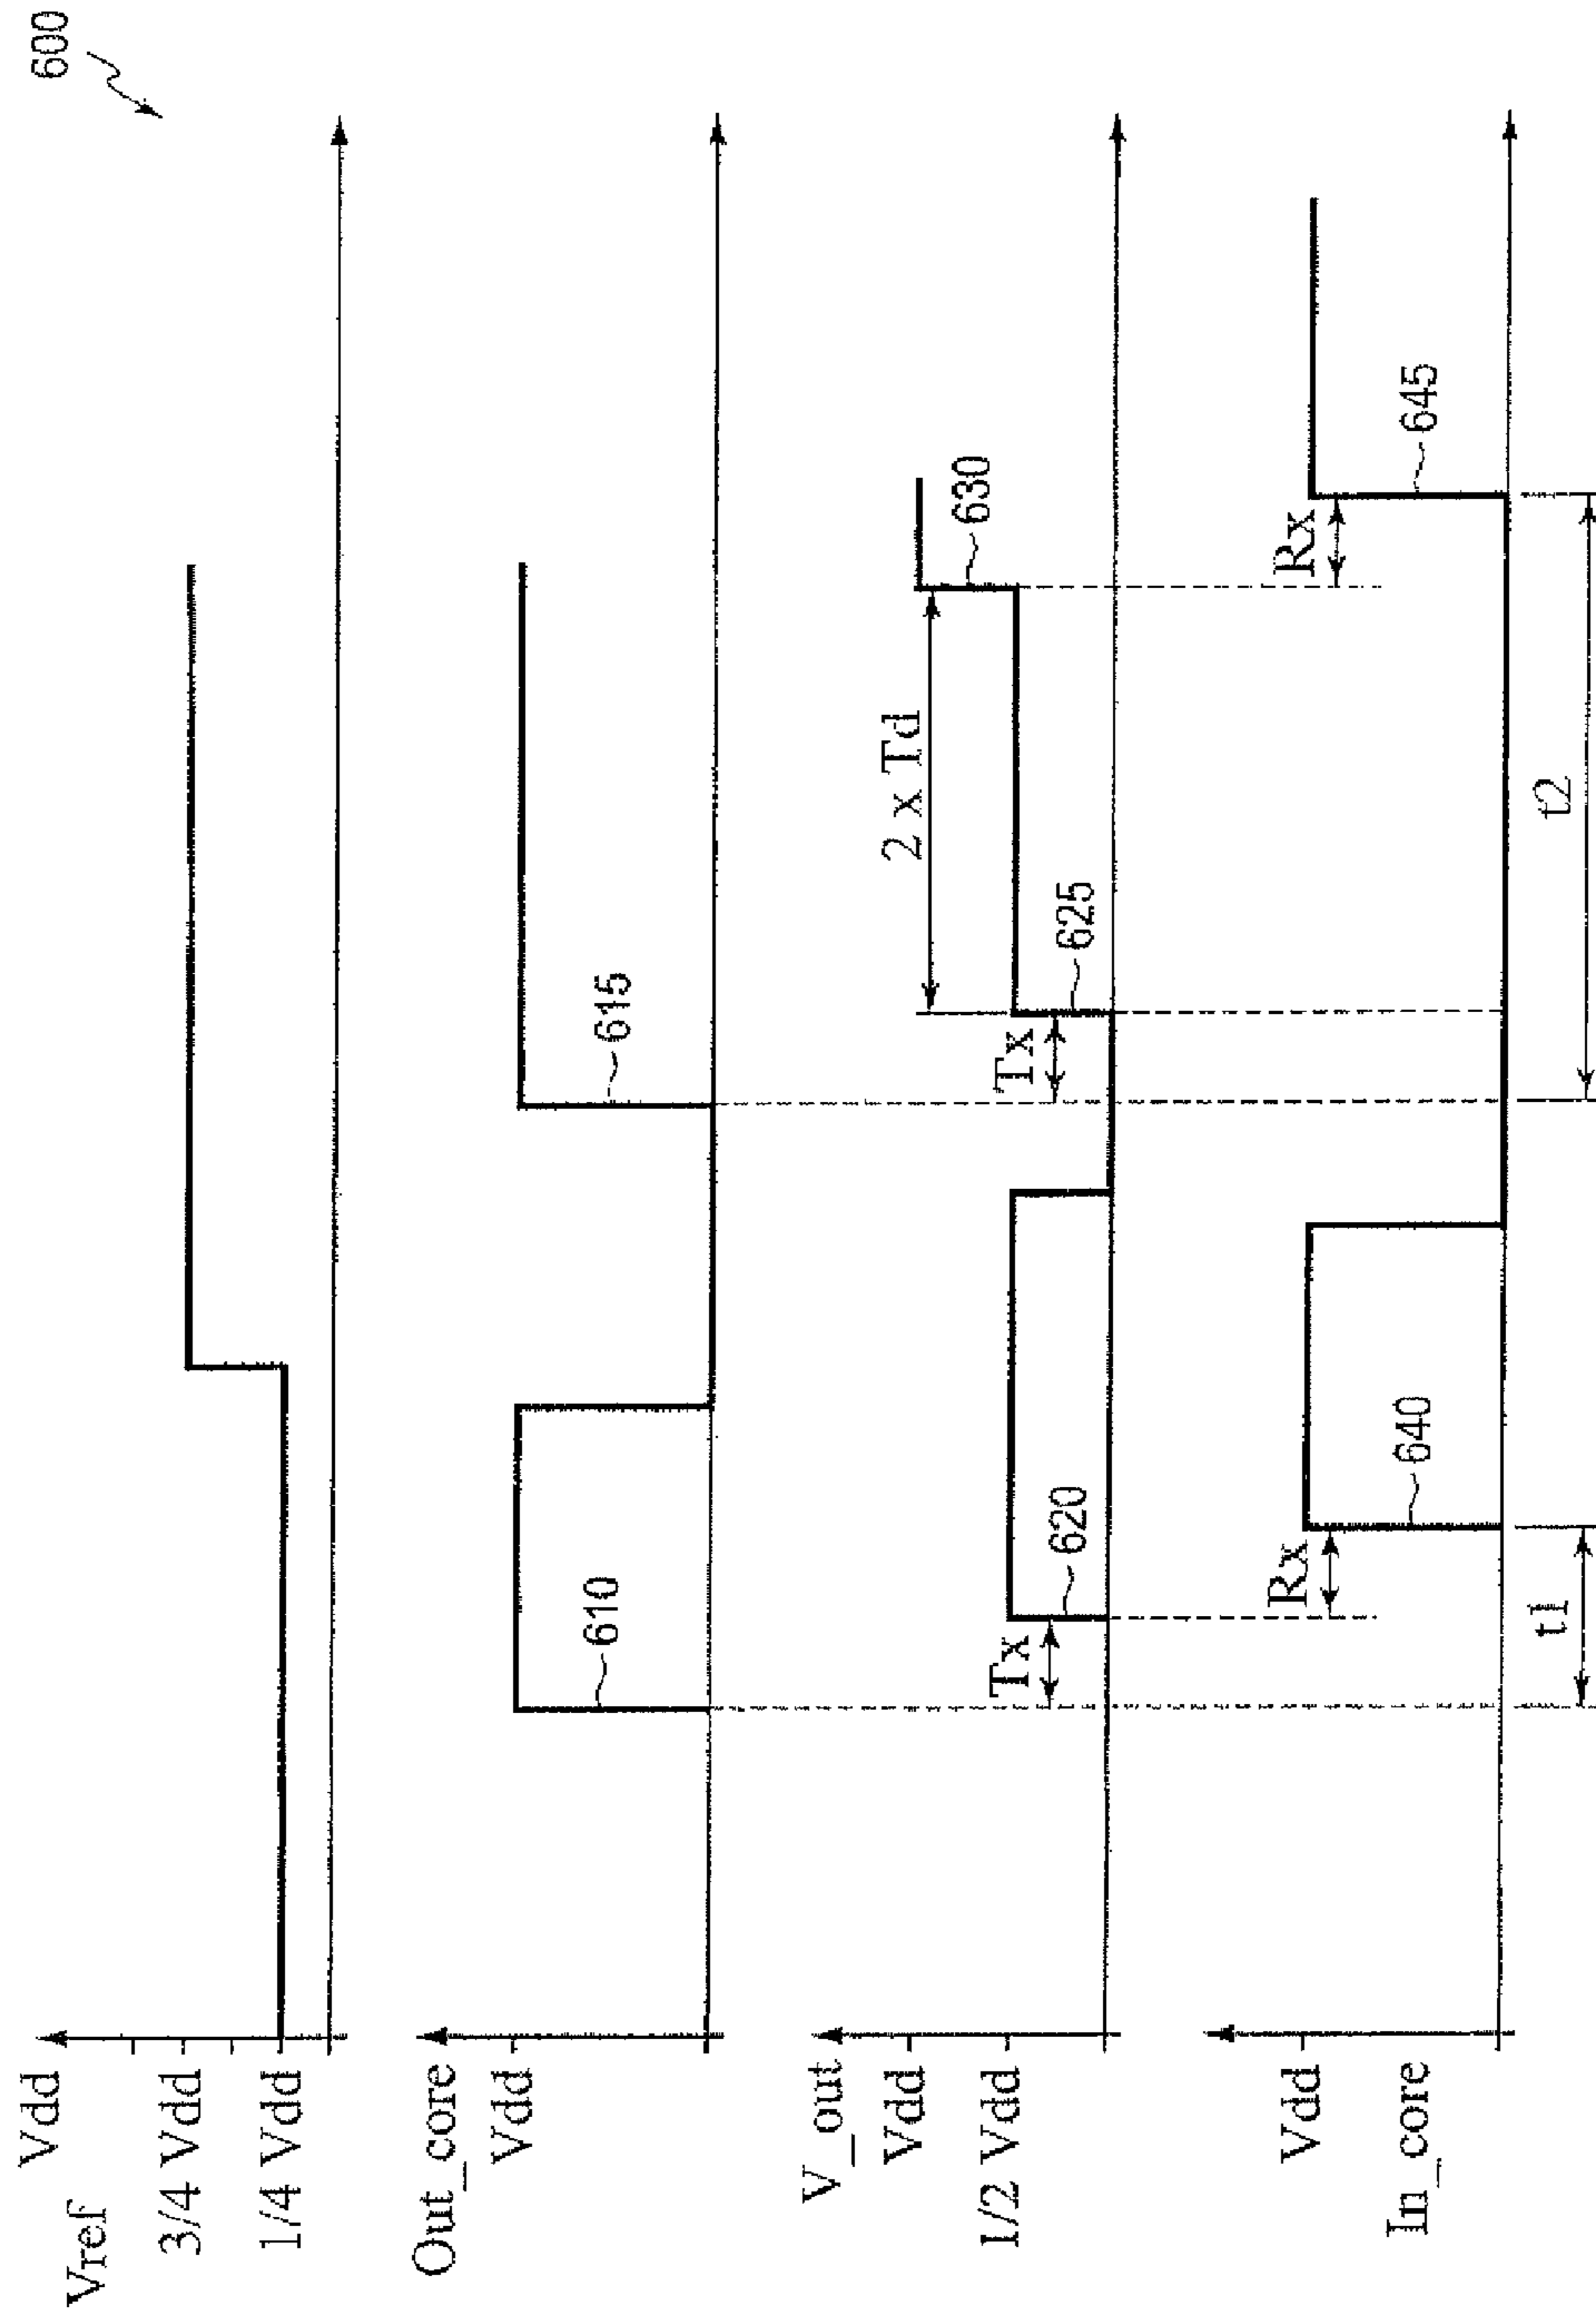 600
Vdd
Vref
3/4 Vdd
1/4 Vdd
Out_core
Vdd
610
615
V_out
Vdd
1/2 Vdd
Tx
620
Tx
625
2 x Td
630
Vdd
In_core
Rx
640
Rx
645
t1
t2